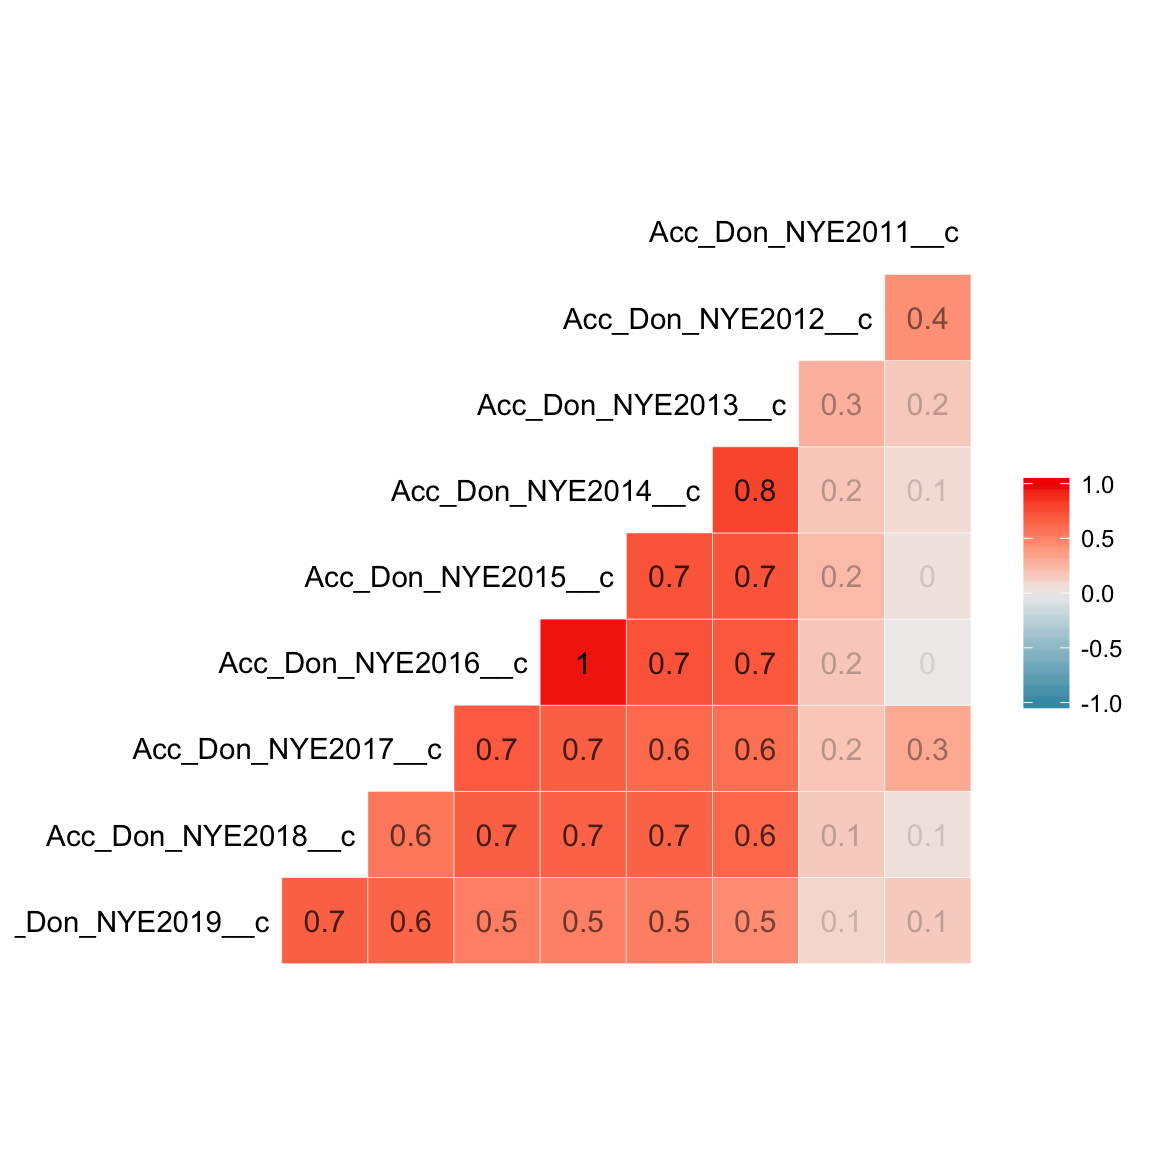 Acc_Don_NYE2011__c
Acc_Don_NYE2012__c 0.4
Acc_Don_NYE2013__c 0.3 0.2
Acc_Don_NYE2014__c 0.8 0.2 0.1
Acc_Don_NYE2015__c 0.7 0.7 0.2 0
Acc_Don_NYE2016__c 1 0.7 0.7 0.2 0
Acc_Don_NYE2017__c 0.7 0.7 0.6 0.6 0.2 0.3
Acc_Don_NYE2018__c 0.6 0.7 0.7 0.7 0.6 0.1 0.1
_Don_NYE2019__c 0.7 0.6 0.5 0.5 0.5 0.5 0.1 0.1
1.0
0.5
0.0
-0.5
-1.0